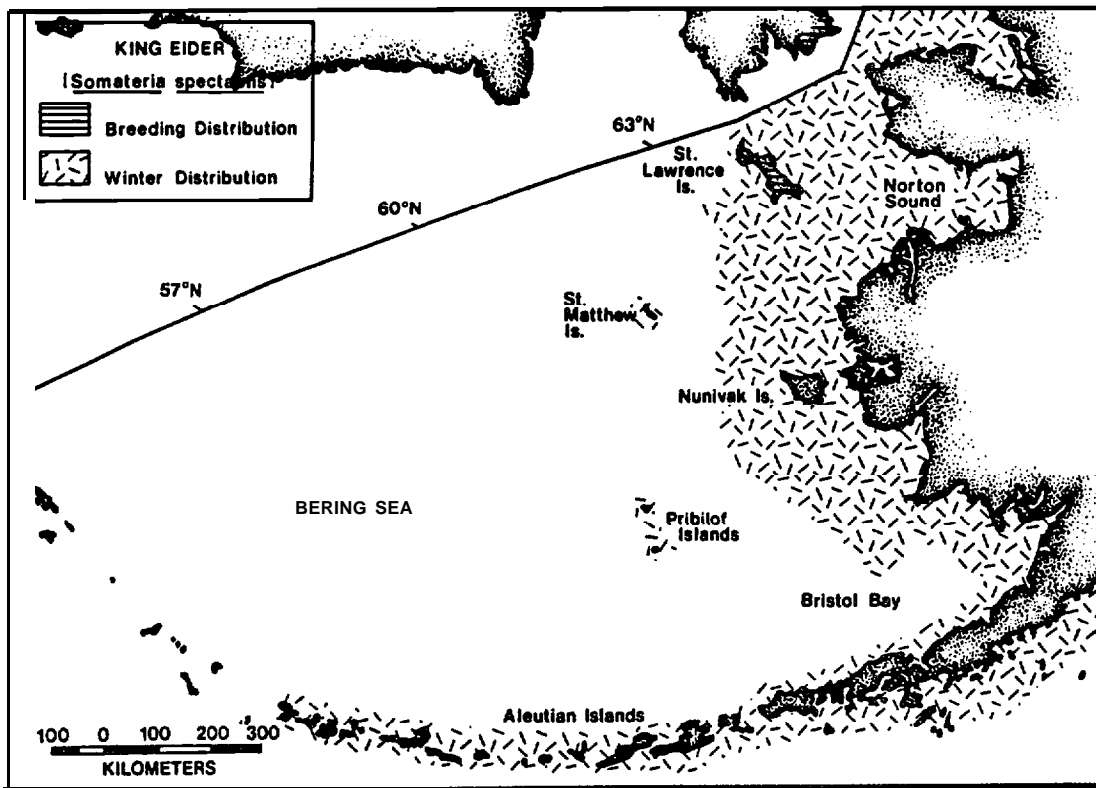 KING EIDER
(Somateria spectabilis)
Breeding Distribution
Winter Distribution
63°N
60°N
57°N
St.
Lawrence
Is.
Norton
Sound
St.
Matthew
Is.
Nunivak Is.
BERING SEA
Pribilof
Islands
Bristol Bay
Aleutian Islands
100 0 100 200 300
KILOMETERS